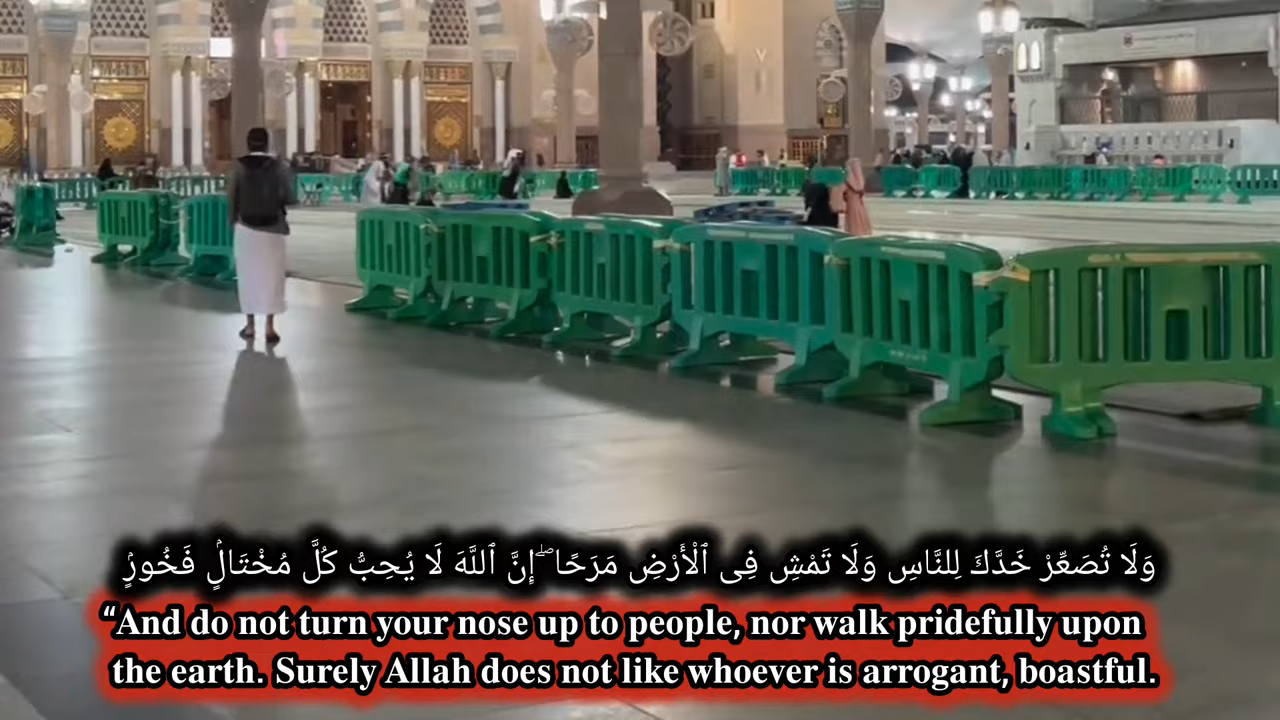 وَلَا تُصَعِّرْ خَدَّكَ لِلنَّاسِ وَلَا تَمْشِ فِى ٱلْأَرْضِ مَرَحًا ۖ إِنَّ ٱللَّهَ لَا يُحِبُّ كُلَّ مُخْتَالٍۢ فَخُورٍۢ
“And do not turn your nose up to people, nor walk pridefully upon
the earth. Surely Allah does not like whoever is arrogant, boastful.